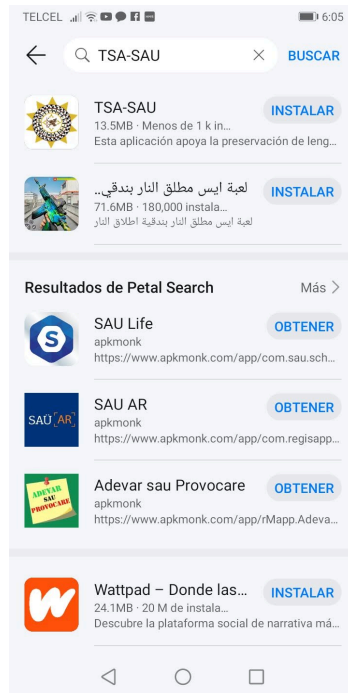 TELCEL 6:05
TSA-SAU BUSCAR
TSA-SAU
INSTALAR
13.5MB · Menos de 1 k in...
Esta aplicación apoya la preservación de leng...
لعبة ايس مطلق النار بندقي..
INSTALAR
71.6MB · 180,000 instala...
لعبة ايس مطلق النار بندقية اطلاق النار
Resultados de Petal Search Más
SAU Life
OBTENER
apkmonk
https://www.apkmonk.com/app/com.sau.sch...
S
SAU AR
OBTENER
apkmonk
https://www.apkmonk.com/app/com.regisapp...
SAÜ[AR]
Adevar sau Provocare
OBTENER
apkmonk
https://www.apkmonk.com/app/rMapp.Adeva...
ADEVAR
SAU
PROVOCARE
Wattpad – Donde las...
INSTALAR
24.1MB · 20 M de instala...
Descubre la plataforma social de narrativa má...